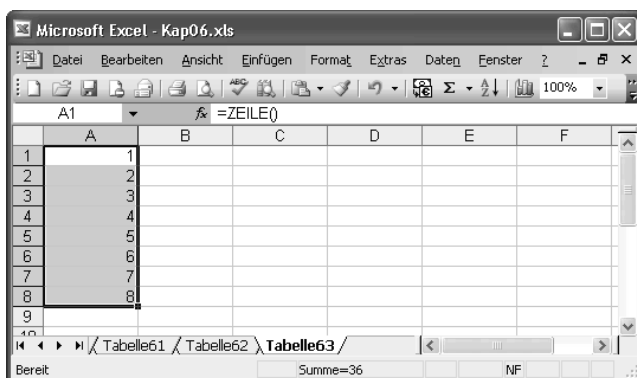 Microsoft Excel - Kap06.xls
Datei Bearbeiten Ansicht Einfügen Format Extras Daten Fenster ?
100%
A1 fx =ZEILE()
A B C D E F
1 1
2 2
3 3
4 4
5 5
6 6
7 7
8 8
9
10
Tabelle61 Tabelle62 Tabelle63
Bereit Summe=36 NF